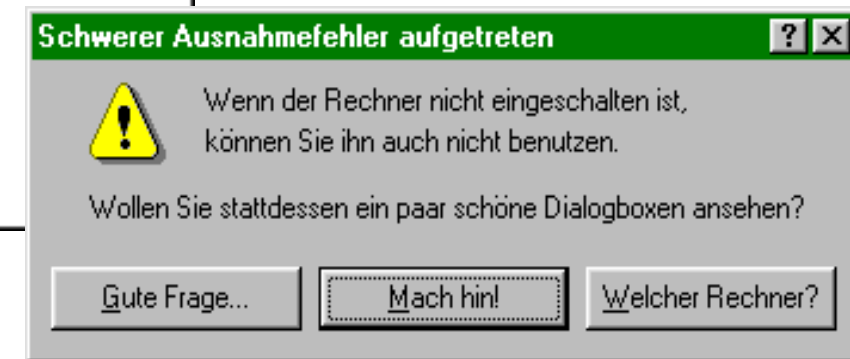 Schwerer Ausnahmefehler aufgetreten
Wenn der Rechner nicht eingeschalten ist,
können Sie ihn auch nicht benutzen.
Wollen Sie stattdessen ein paar schöne Dialogboxen ansehen?
Gute Frage... Mach hin! Welcher Rechner?